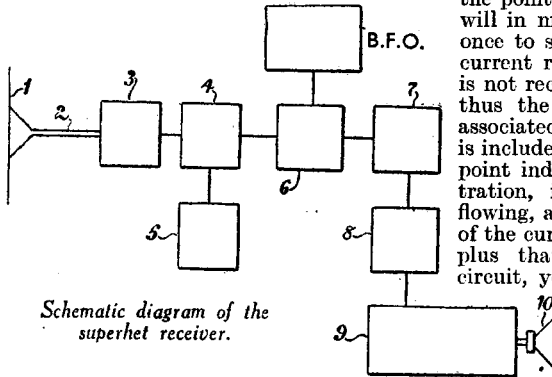 the point
will in m
once to s
current r
is not rec
thus the
associated
is include
point ind
tration, 
flowing, a
of the cur
plus tha
circuit, y
B.F.O.
1
2
3
4
5
6
7
8
9
10
Schematic diagram of the
superhet receiver.